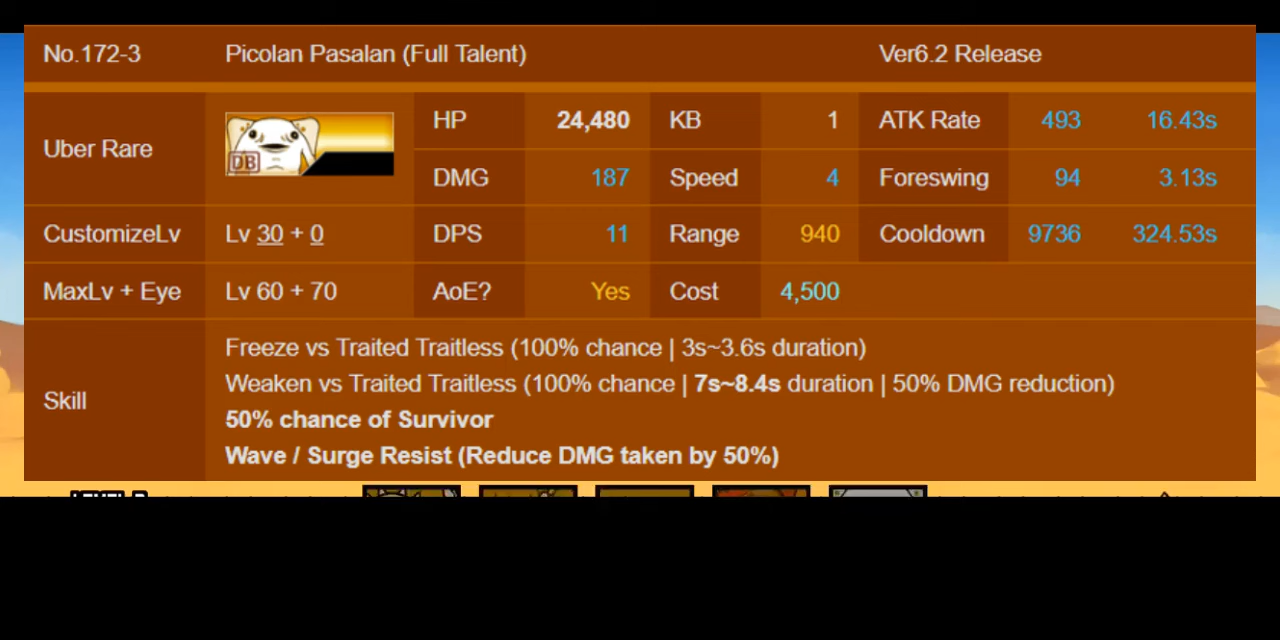 No.172-3 Picolan Pasalan (Full Talent) Ver6.2 Release
Uber Rare DB HP 24,480 KB 1 ATK Rate 493 16.43s
DMG 187 Speed 4 Foreswing 94 3.13s
CustomizeLv Lv 30 + 0 DPS 11 Range 940 Cooldown 9736 324.53s
MaxLv + Eye Lv 60 + 70 AoE? Yes Cost 4,500
Skill
Freeze vs Traited Traitless (100% chance | 3s~3.6s duration)
Weaken vs Traited Traitless (100% chance | 7s~8.4s duration | 50% DMG reduction)
50% chance of Survivor
Wave / Surge Resist (Reduce DMG taken by 50%)